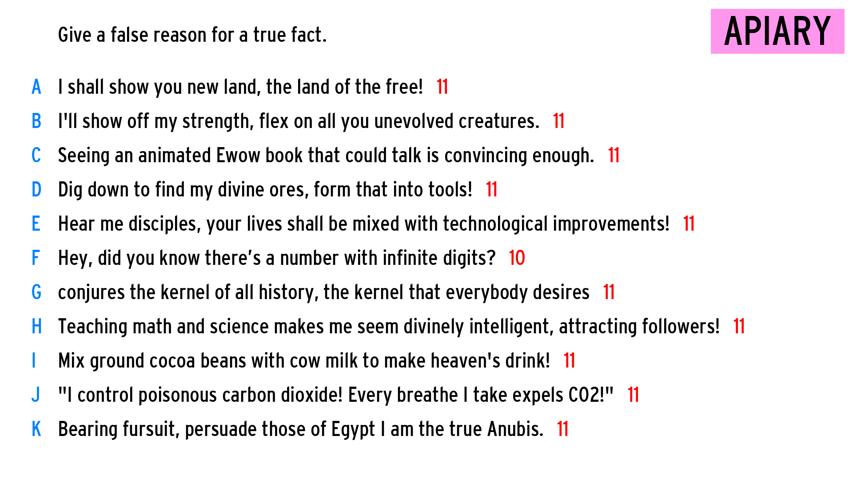 Give a false reason for a true fact.
APIARY
A I shall show you new land, the land of the free! 11
B I'll show off my strength, flex on all you unevolved creatures. 11
C Seeing an animated Ewow book that could talk is convincing enough. 11
D Dig down to find my divine ores, form that into tools! 11
E Hear me disciples, your lives shall be mixed with technological improvements! 11
F Hey, did you know there’s a number with infinite digits? 10
G conjures the kernel of all history, the kernel that everybody desires 11
H Teaching math and science makes me seem divinely intelligent, attracting followers! 11
I Mix ground cocoa beans with cow milk to make heaven's drink! 11
J "I control poisonous carbon dioxide! Every breathe I take expels CO2!" 11
K Bearing fursuit, persuade those of Egypt I am the true Anubis. 11